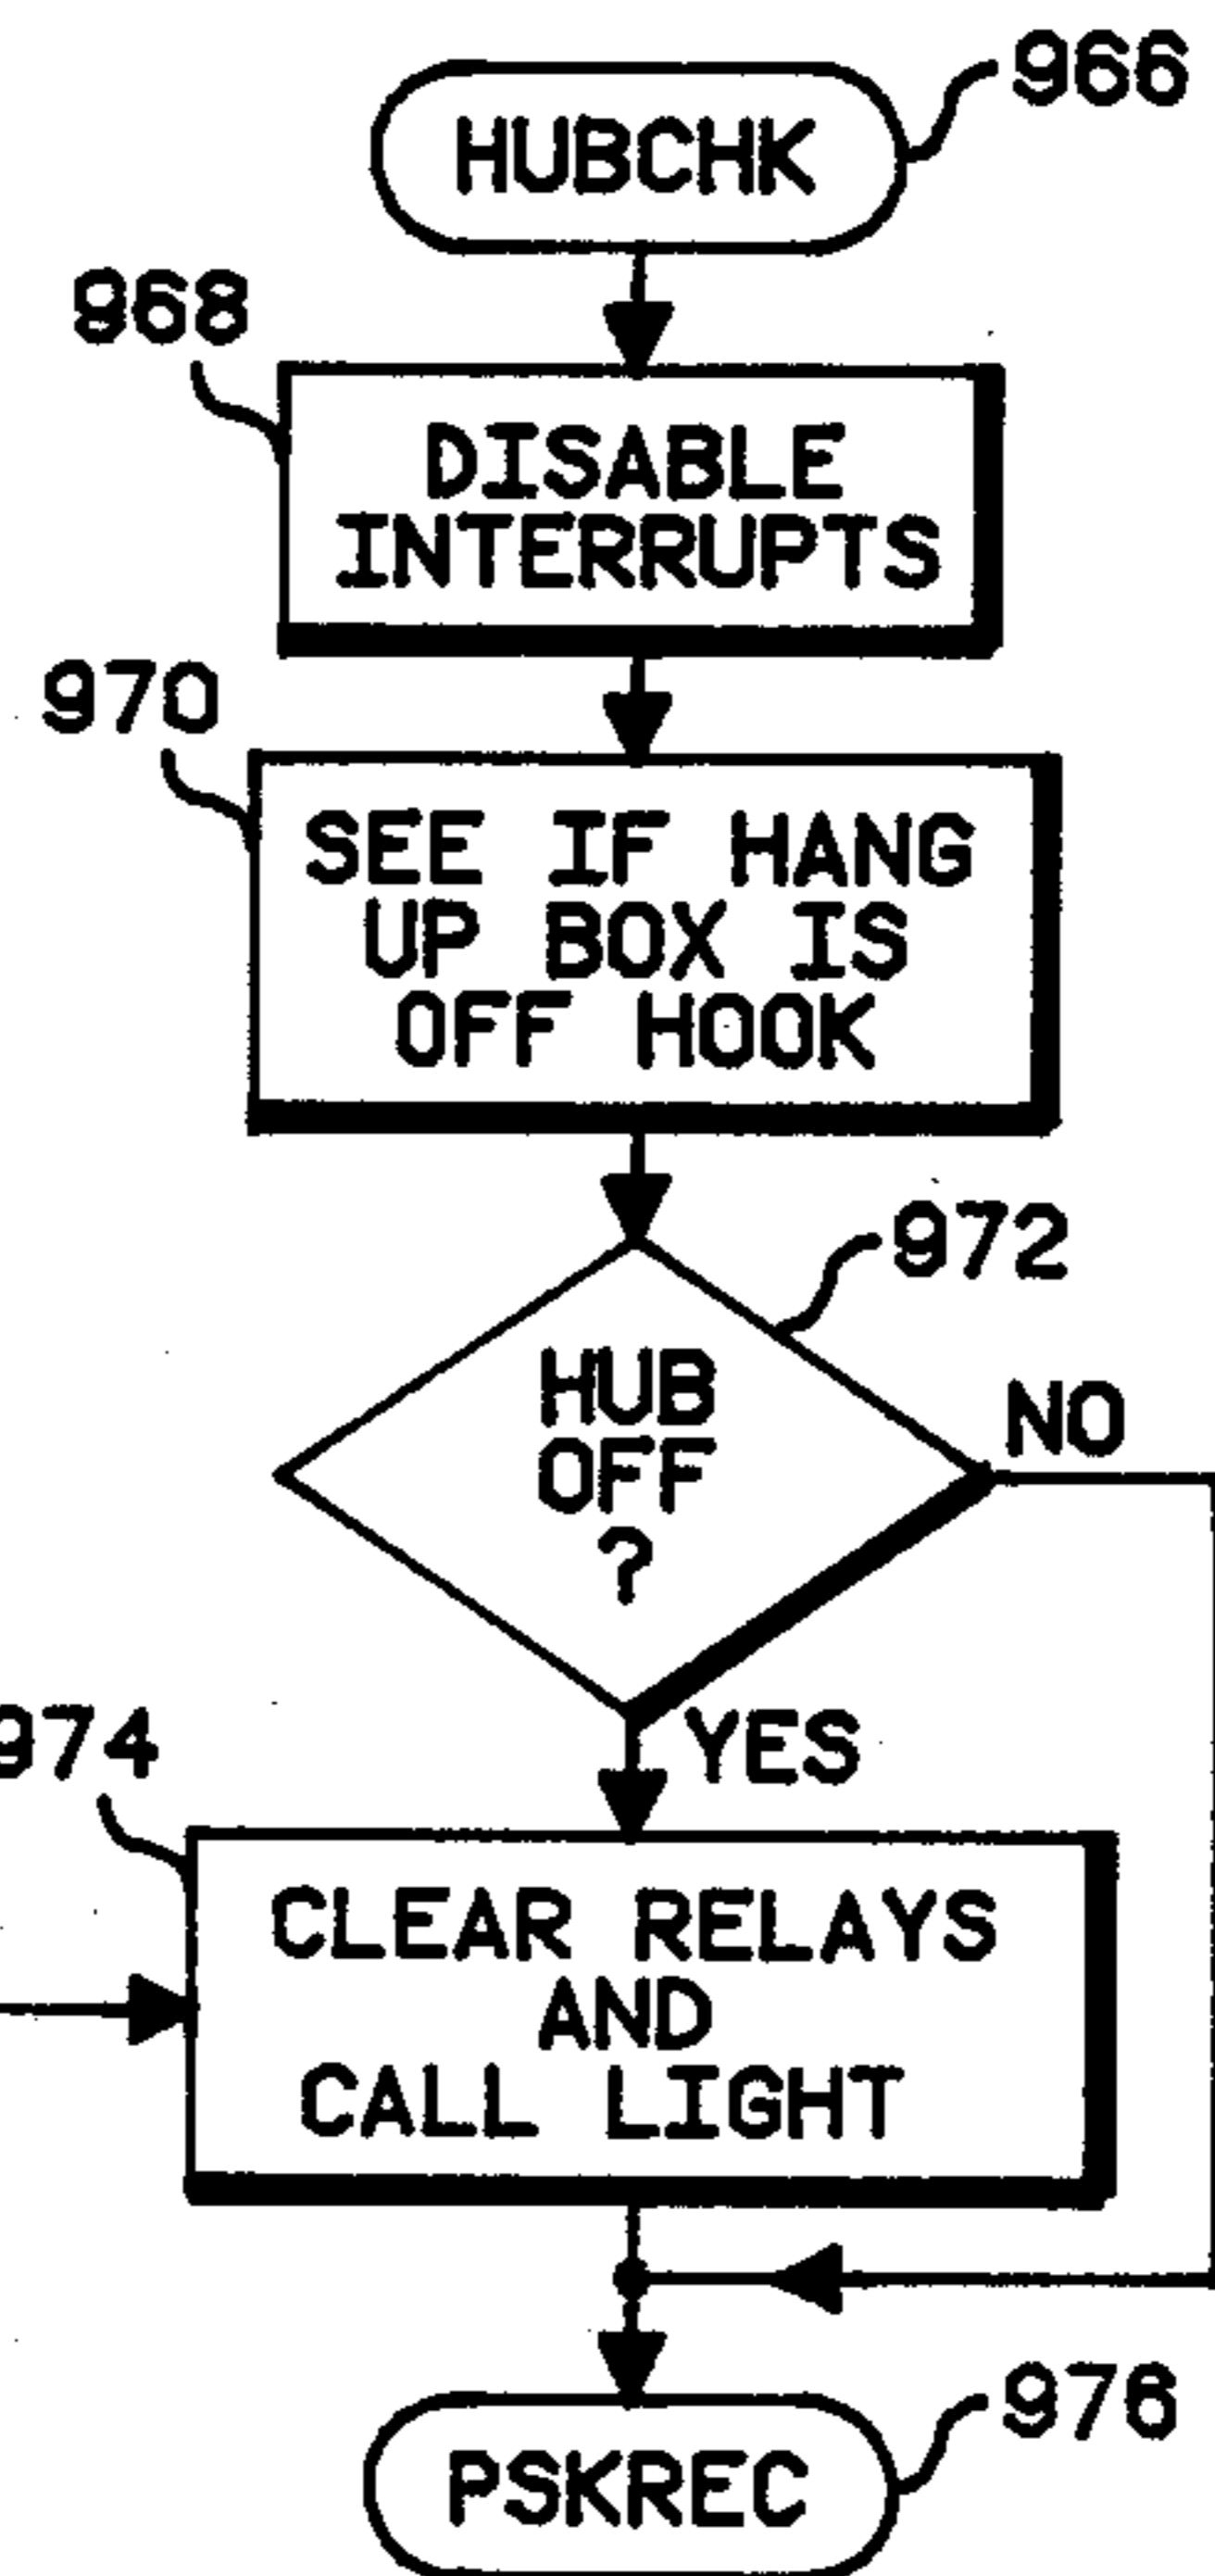 966
HUBCHK
968
DISABLE
INTERRUPTS
970
SEE IF HANG
UP BOX IS
OFF HOOK
972
HUB
OFF
?
NO
YES
974
CLEAR RELAYS
AND
CALL LIGHT
976
PSKREC